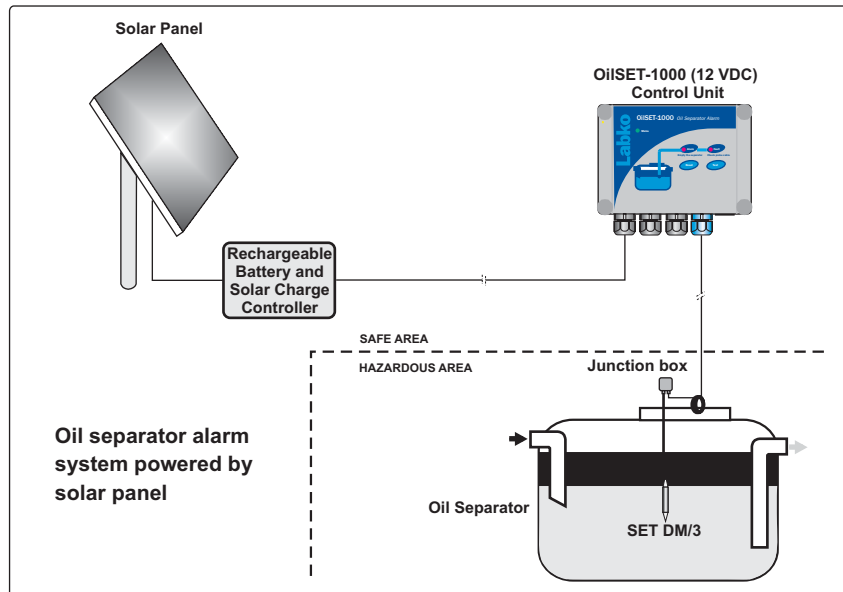 Solar Panel
OilSET-1000 (12 VDC)
Control Unit
OilSET-1000 Oil Separator Alarm
Labko
Rechargeable
Battery and
Solar Charge
Controller
SAFE AREA
HAZARDOUS AREA
Junction box
Oil separator alarm
system powered by
solar panel
Oil Separator
SET DM/3